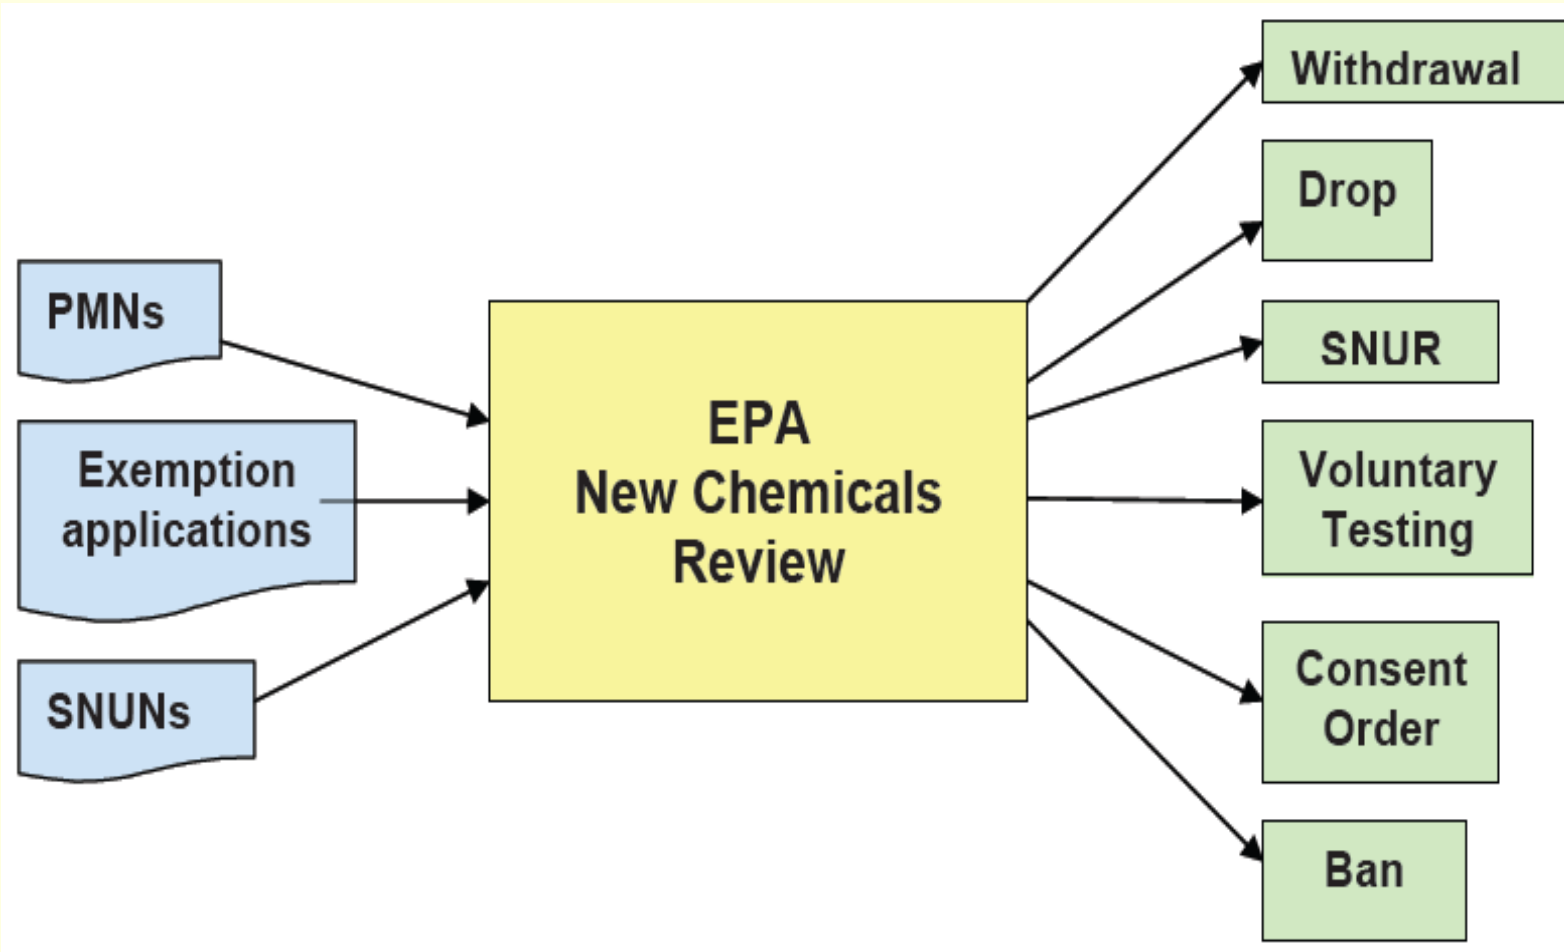 PMNs
Exemption
applications
SNUNs
EPA
New Chemicals
Review
Withdrawal
Drop
SNUR
Voluntary
Testing
Consent
Order
Ban